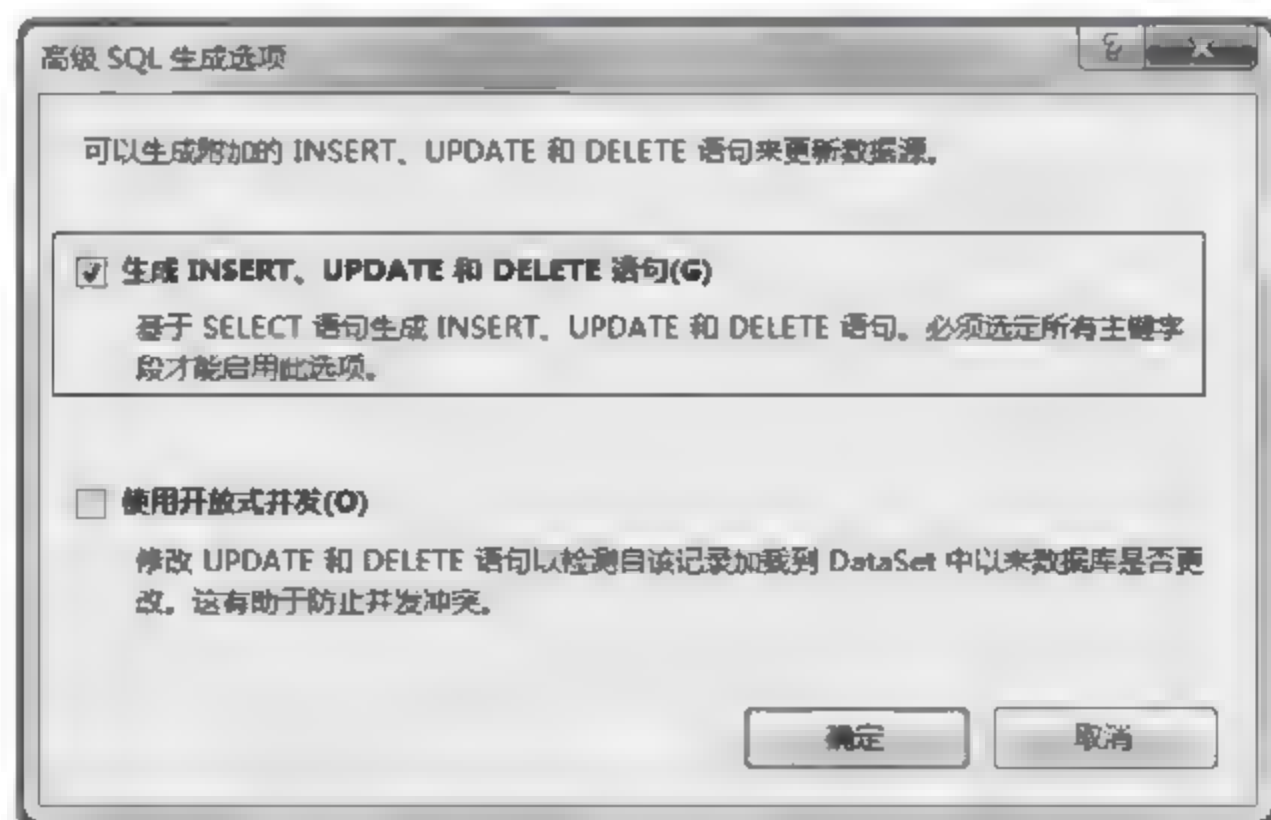 高级 SQL 生成选项
可以生成附加的 INSERT、UPDATE 和 DELETE 语句来更新数据源。
生成 INSERT、UPDATE 和 DELETE 语句(G)
基于 SELECT 语句生成 INSERT、UPDATE 和 DELETE 语句。必须选定所有主键字
段才能启用此选项。
使用开放式并发(O)
修改 UPDATE 和 DELETE 语句以检测自该记录加载到 DataSet 中以来数据库是否更
改。这有助于防止并发冲突。
确定
取消